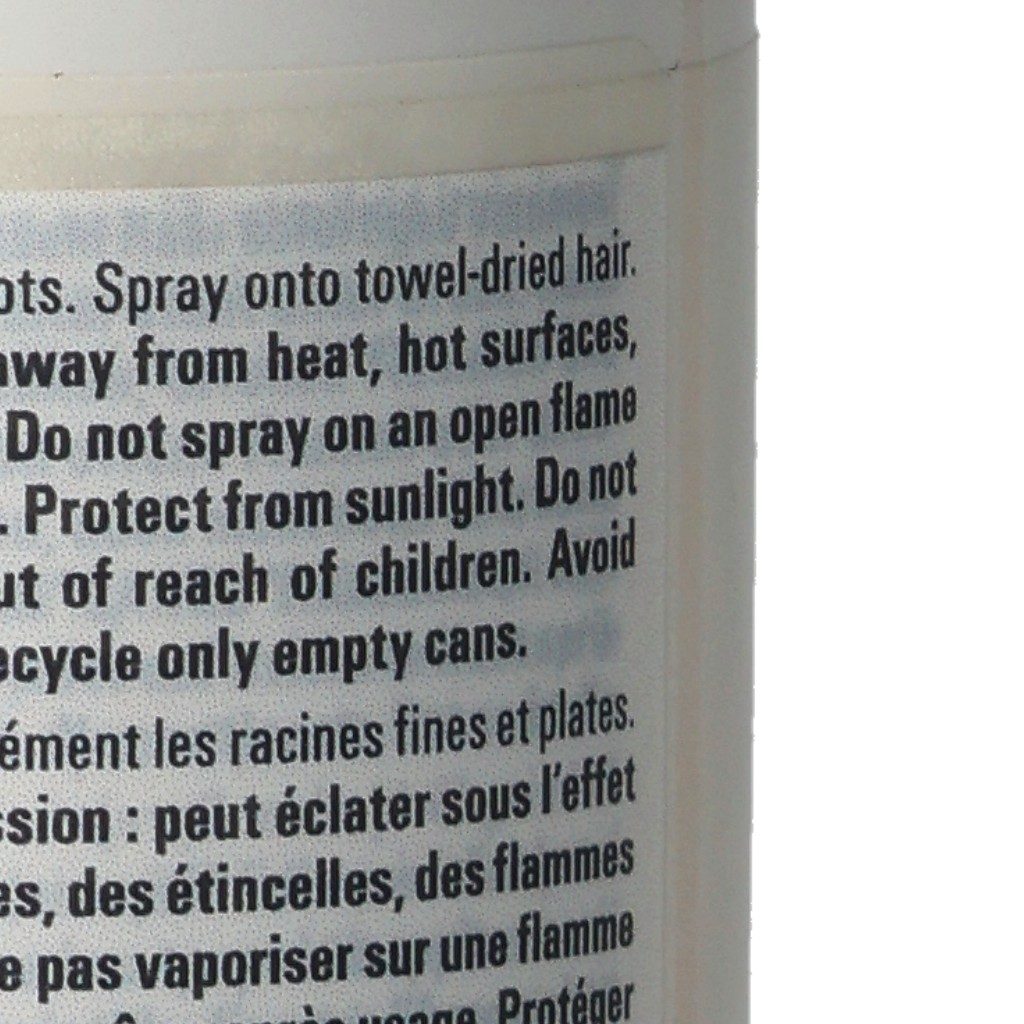 ots. Spray onto towel-dried hair.
away from heat, hot surfaces,
Do not spray on an open flame
. Protect from sunlight. Do not
ut of reach of children. Avoid
ecycle only empty cans.
ément les racines fines et plates.
ssion : peut éclater sous l'effet
es, des étincelles, des flammes
e pas vaporiser sur une flamme
usage. Protéger